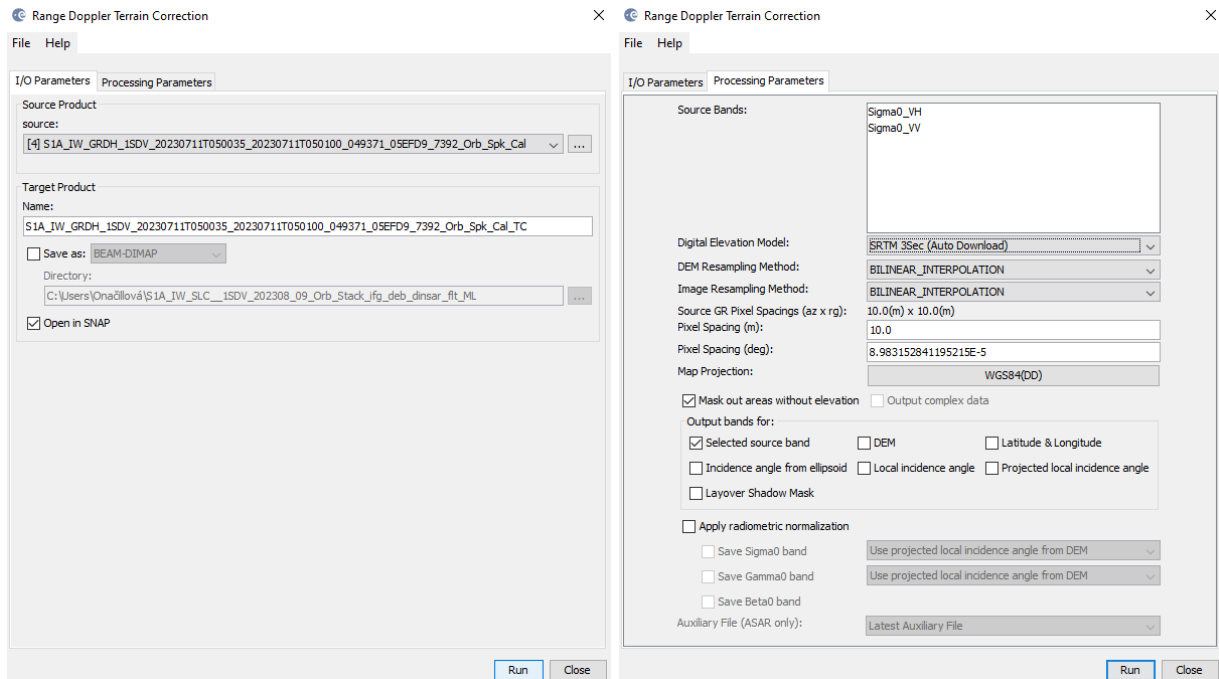 Range Doppler Terrain Correction
File Help
I/O Parameters Processing Parameters
Source Product
source:
[4] S1A_IW_GRDH_1SDV_20230711T050035_20230711T050100_049371_05EFD9_7392_Orb_Spk_Cal ...
Target Product
Name:
S1A_IW_GRDH_1SDV_20230711T050035_20230711T050100_049371_05EFD9_7392_Orb_Spk_Cal_TC
Save as: BEAM-DIMAP
Directory:
C:\Users\Onačillová\S1A_IW_SLC__1SDV_202308_09_Orb_Stack_ifg_deb_dinsar_flt_ML ...
Open in SNAP
Run Close
Range Doppler Terrain Correction
File Help
I/O Parameters Processing Parameters
Source Bands: Sigma0_VH
Sigma0_VV
Digital Elevation Model: SRTM 3Sec (Auto Download)
DEM Resampling Method: BILINEAR_INTERPOLATION
Image Resampling Method: BILINEAR_INTERPOLATION
Source GR Pixel Spacings (az x rg): 10.0(m) x 10.0(m)
Pixel Spacing (m): 10.0
Pixel Spacing (deg): 8.983152841195215E-5
Map Projection: WGS84(DD)
Mask out areas without elevation Output complex data
Output bands for:
Selected source band DEM Latitude & Longitude
Incidence angle from ellipsoid Local incidence angle Projected local incidence angle
Layover Shadow Mask
Apply radiometric normalization
Save Sigma0 band Use projected local incidence angle from DEM
Save Gamma0 band Use projected local incidence angle from DEM
Save Beta0 band
Auxiliary File (ASAR only): Latest Auxiliary File
Run Close